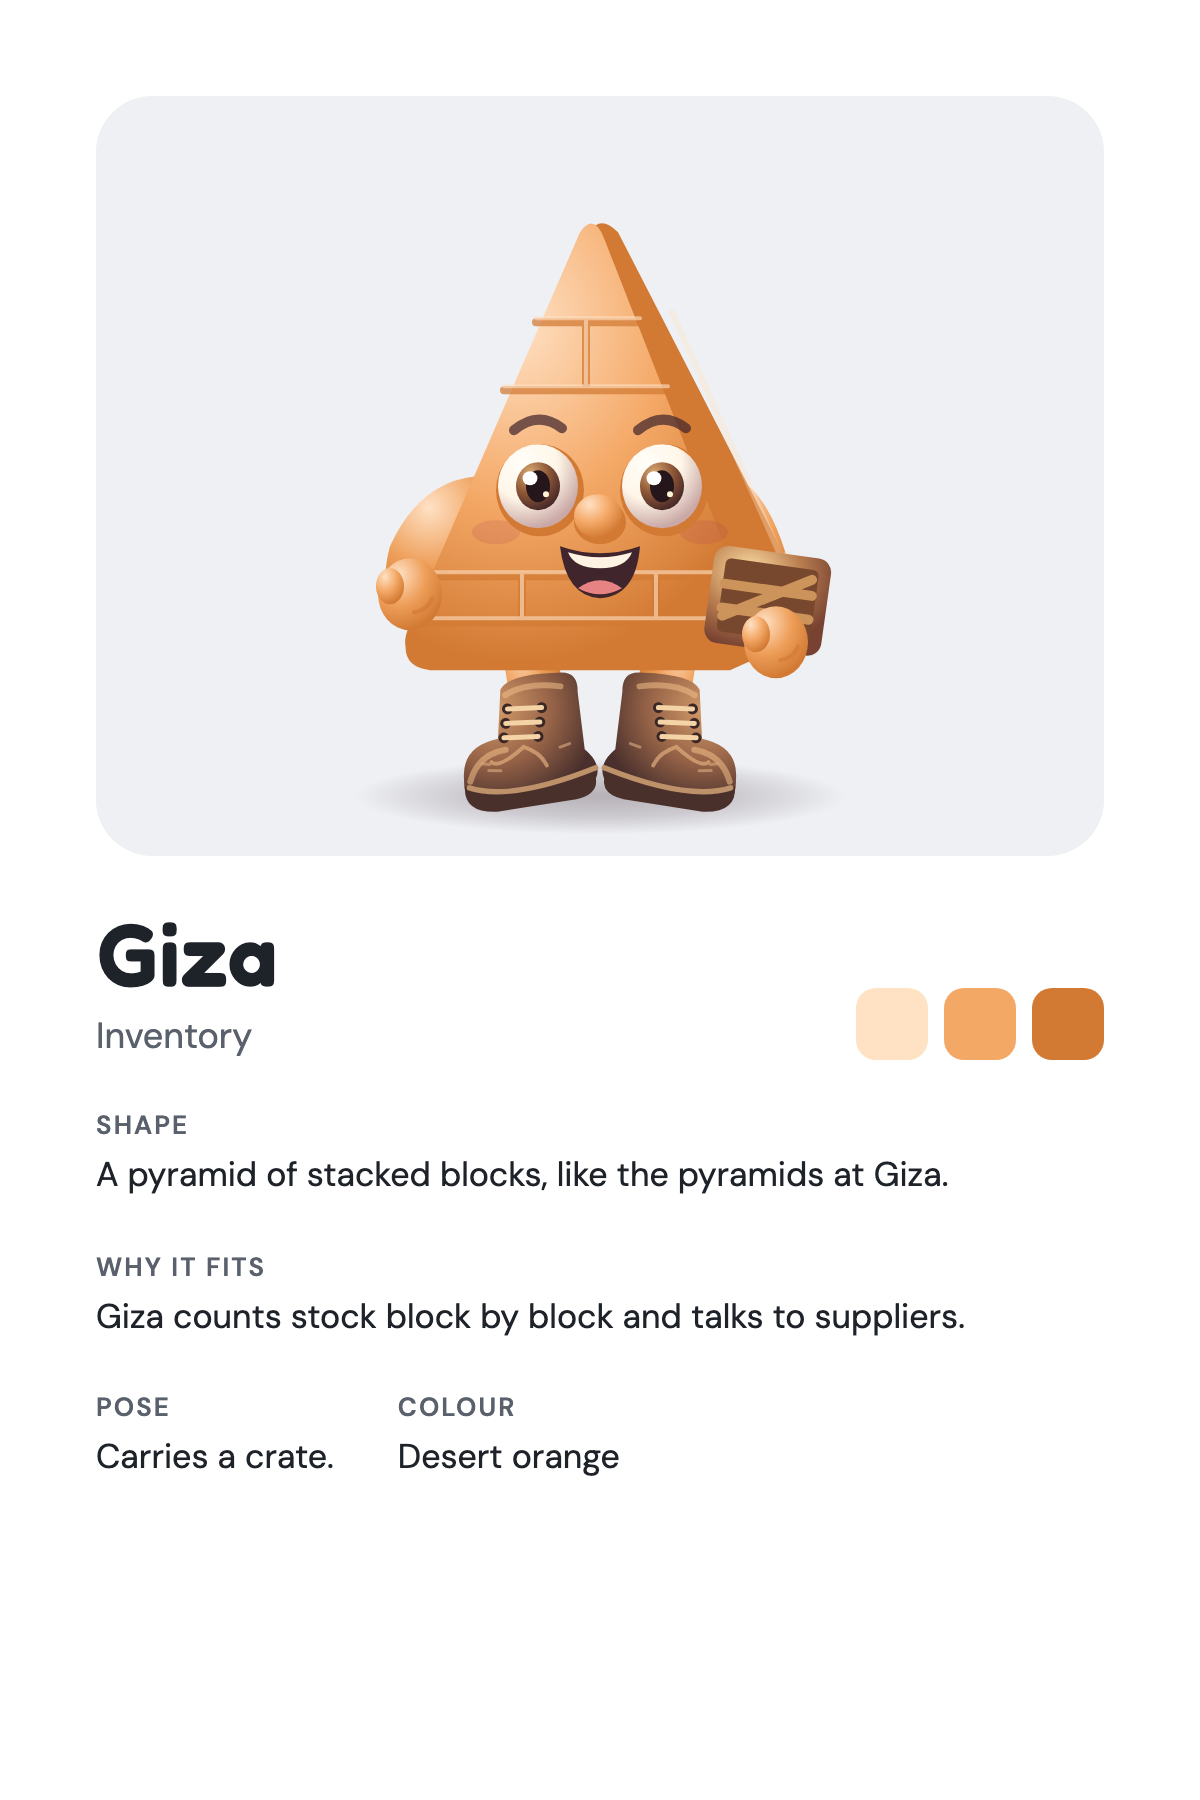 Giza
Inventory
SHAPE
A pyramid of stacked blocks, like the pyramids at Giza.
WHY IT FITS
Giza counts stock block by block and talks to suppliers.
POSE
Carries a crate.
COLOUR
Desert orange